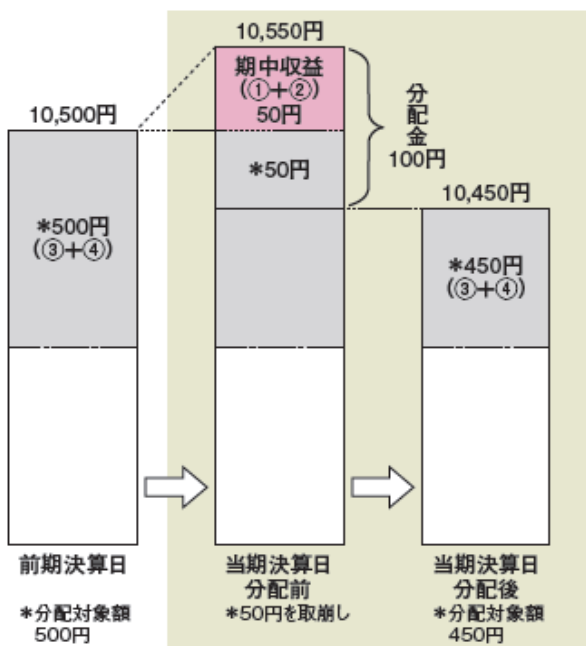 10,550円
期中収益
(①+②)
50円
分配金
100円
10,500円
*50円
10,450円
*500円
(③+④)
*450円
(③+④)
前期決算日
*分配対象額
500円
当期決算日
分配前
*50円を取崩し
当期決算日
分配後
*分配対象額
450円